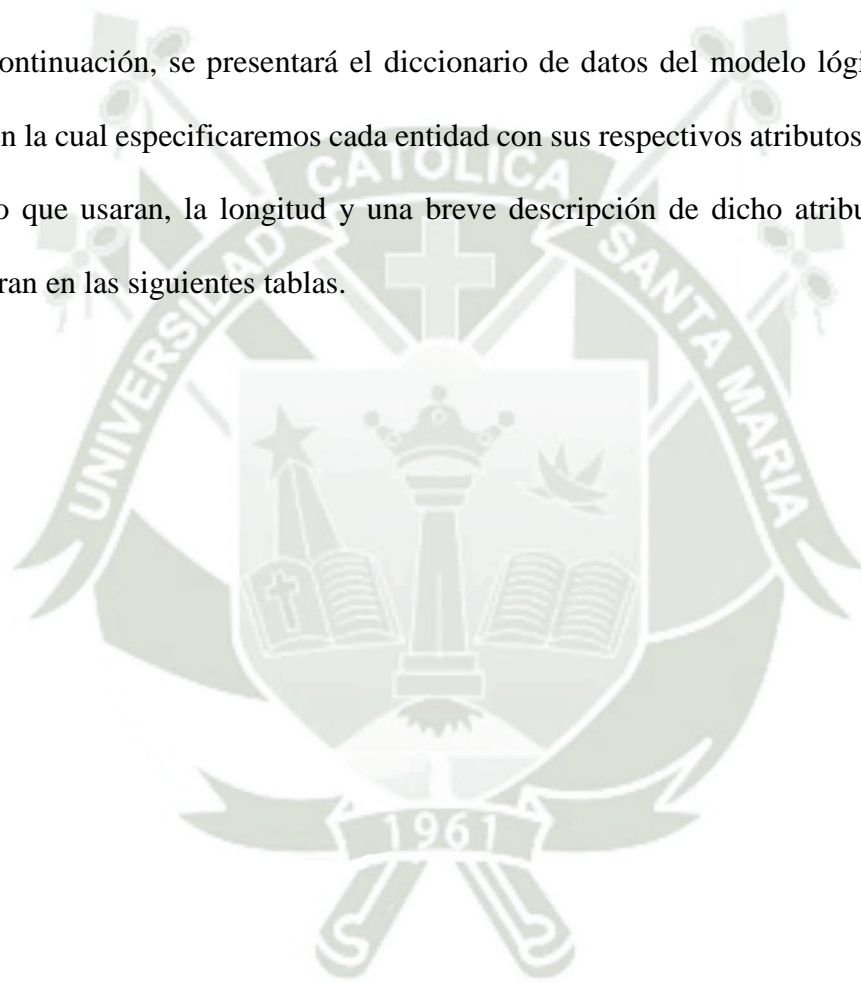 ontinuación, se presentará el diccionario de datos del modelo lógi
n la cual especificaremos cada entidad con sus respectivos atributos
o que usaran, la longitud y una breve descripción de dicho atribu
ran en las siguientes tablas.
UNIVERSIDAD CATOLICA SANTA MARIA
1961